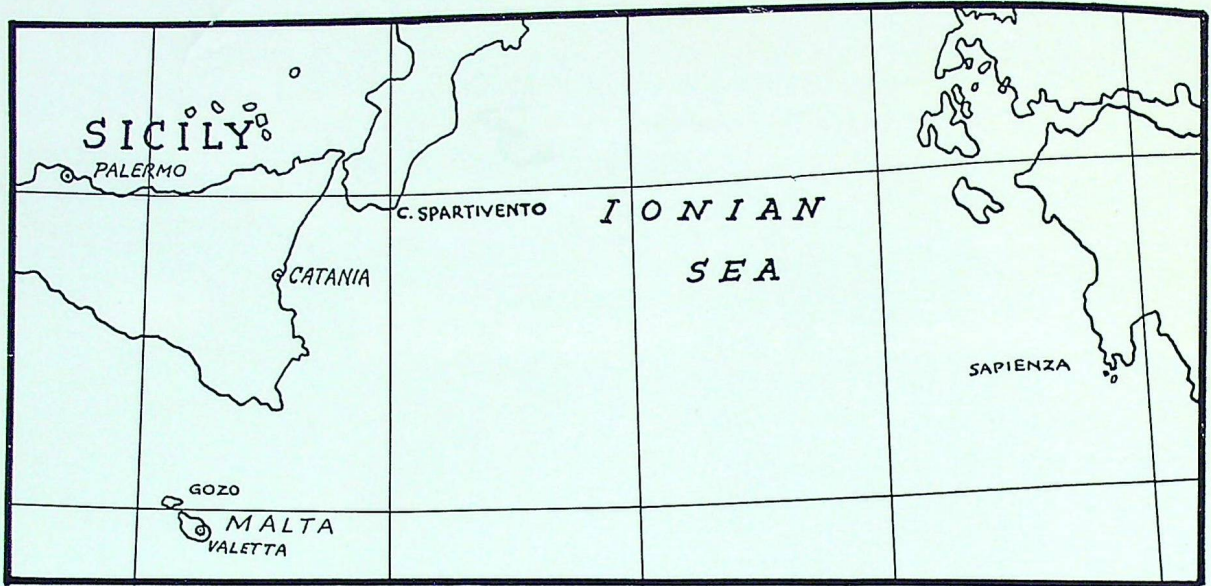 SICILY
PALERMO
C. SPARTIVENTO
IONIAN
SEA
CATANIA
SAPIENZA
GOZO
MALTA
VALETTA